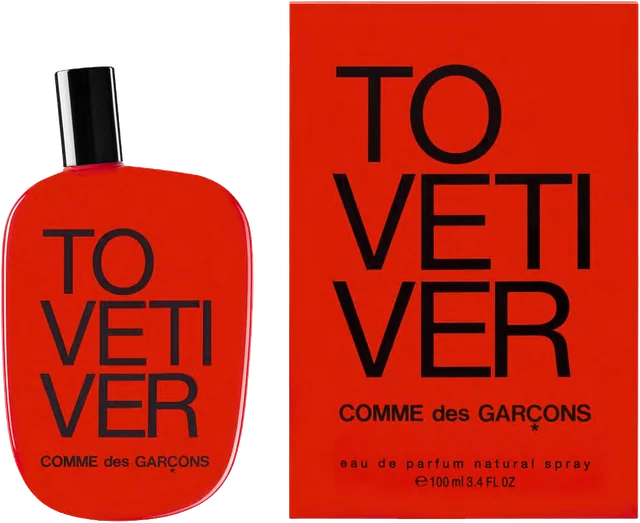 TO
VETI
VER
COMME des GARÇONS
TO
VETI
VER
COMME des GARÇONS
eau de parfum natural spray
℮100 ml 3.4 FL OZ